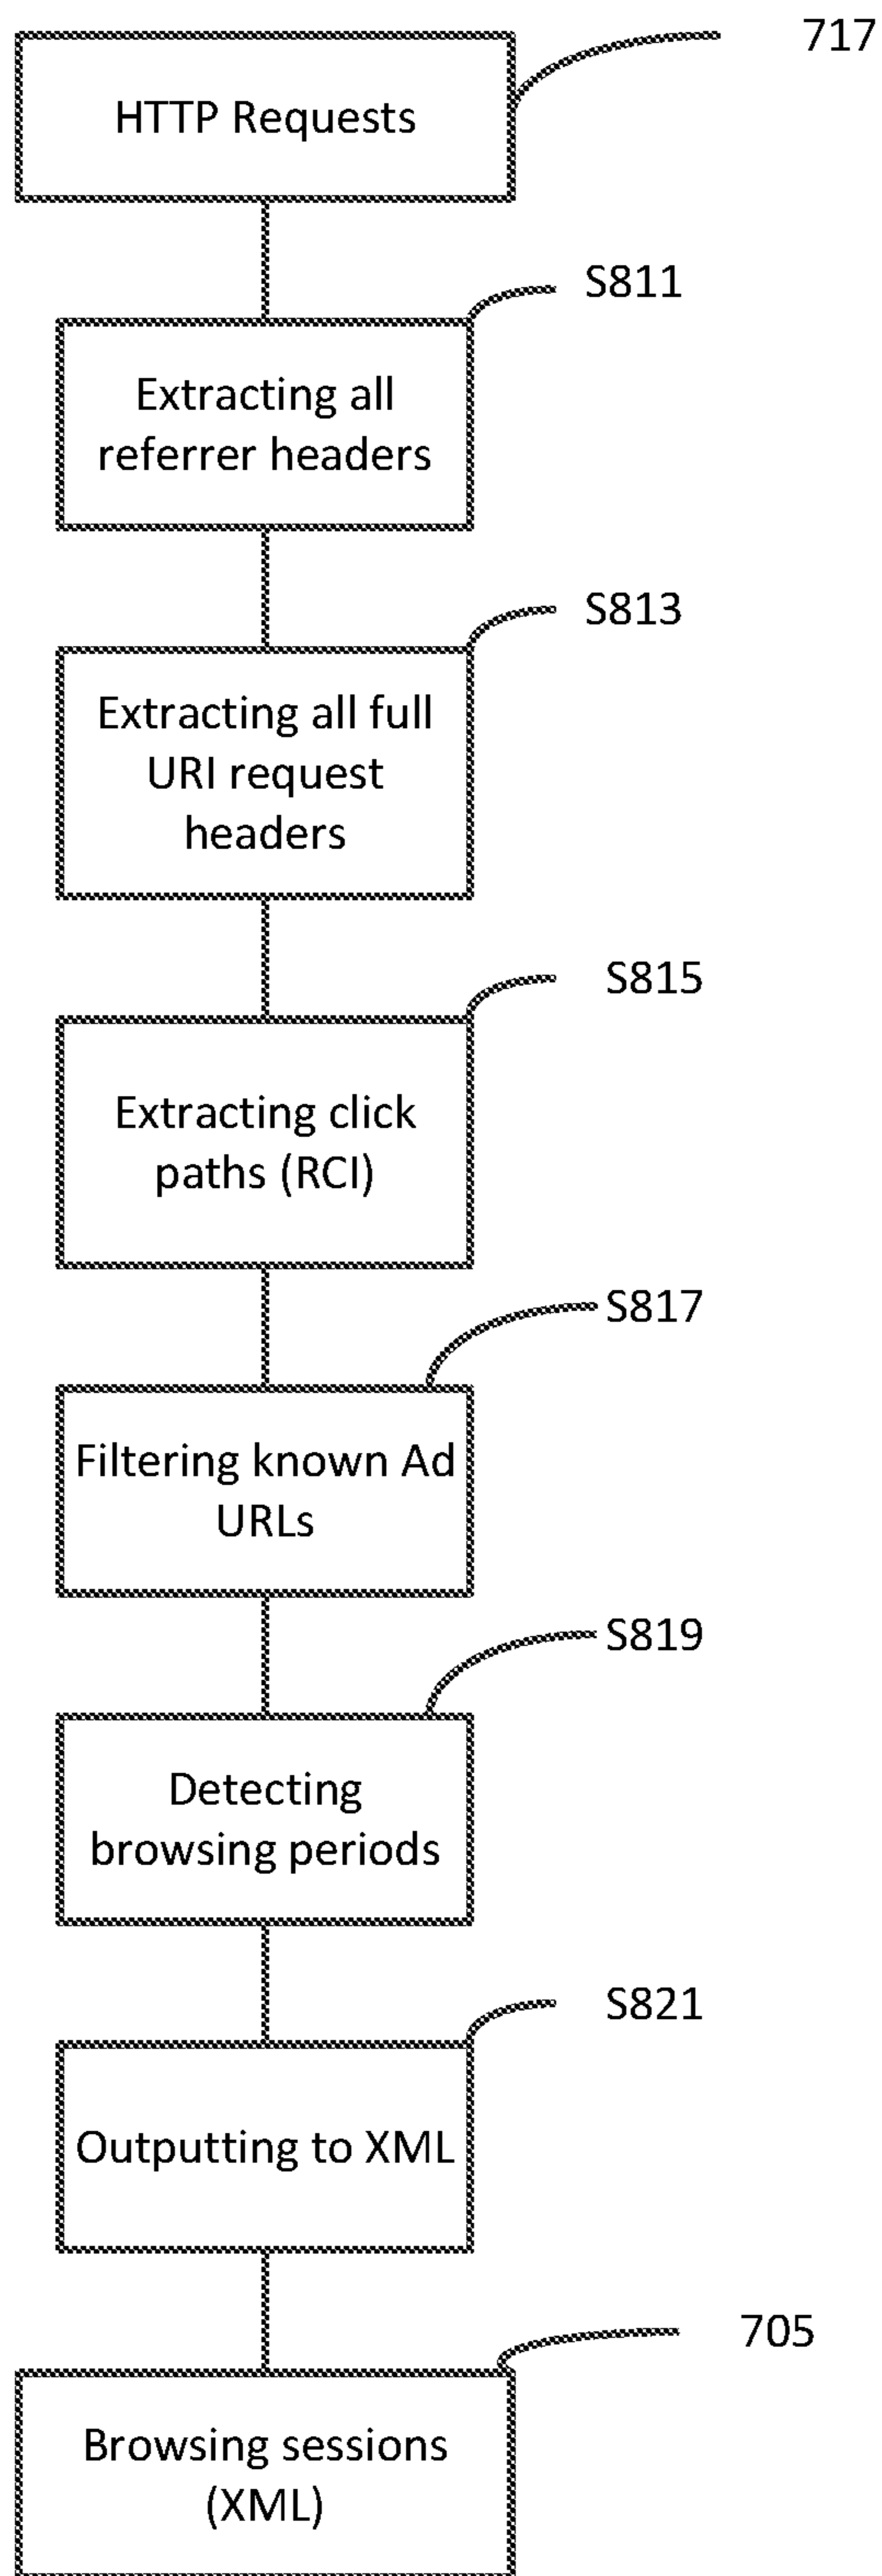 717
HTTP Requests
S811
Extracting all
referrer headers
S813
Extracting all full
URI request
headers
S815
Extracting click
paths (RCI)
S817
Filtering known Ad
URLs
S819
Detecting
browsing periods
S821
Outputting to XML
705
Browsing sessions
(XML)